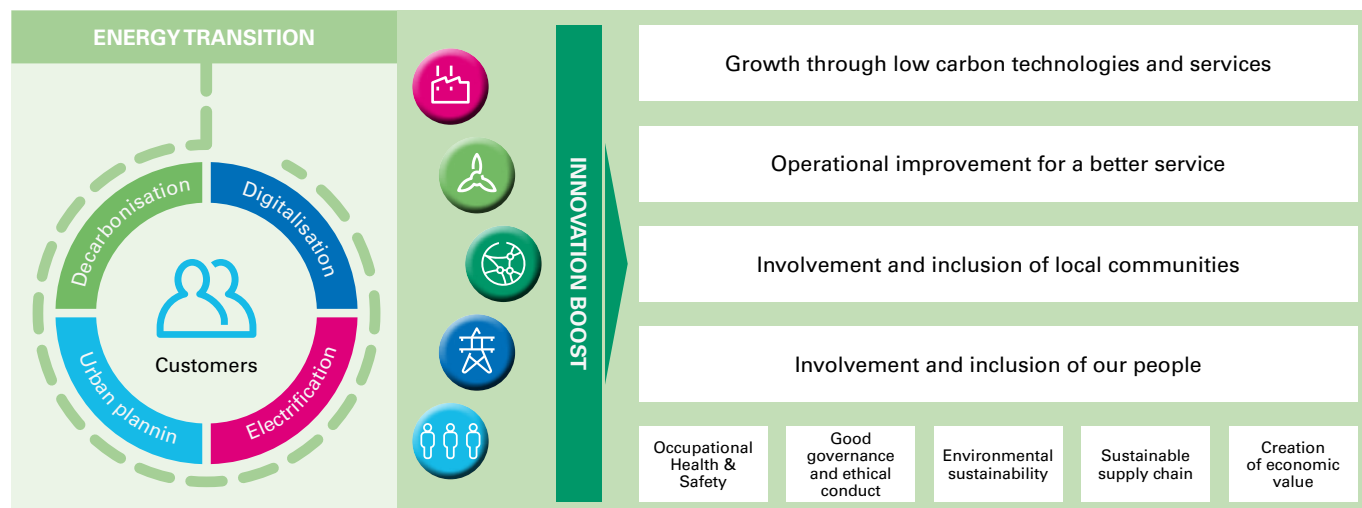 ENERGY TRANSITION
Decarbonisation
Digitalisation
Urban plannin
Electrification
Customers
INNOVATION BOOST
Growth through low carbon technologies and services
Operational improvement for a better service
Involvement and inclusion of local communities
Involvement and inclusion of our people
Occupational
Health &
Safety
Good
governance
and ethical
conduct
Environmental
sustainability
Sustainable
supply chain
Creation
of economic
value